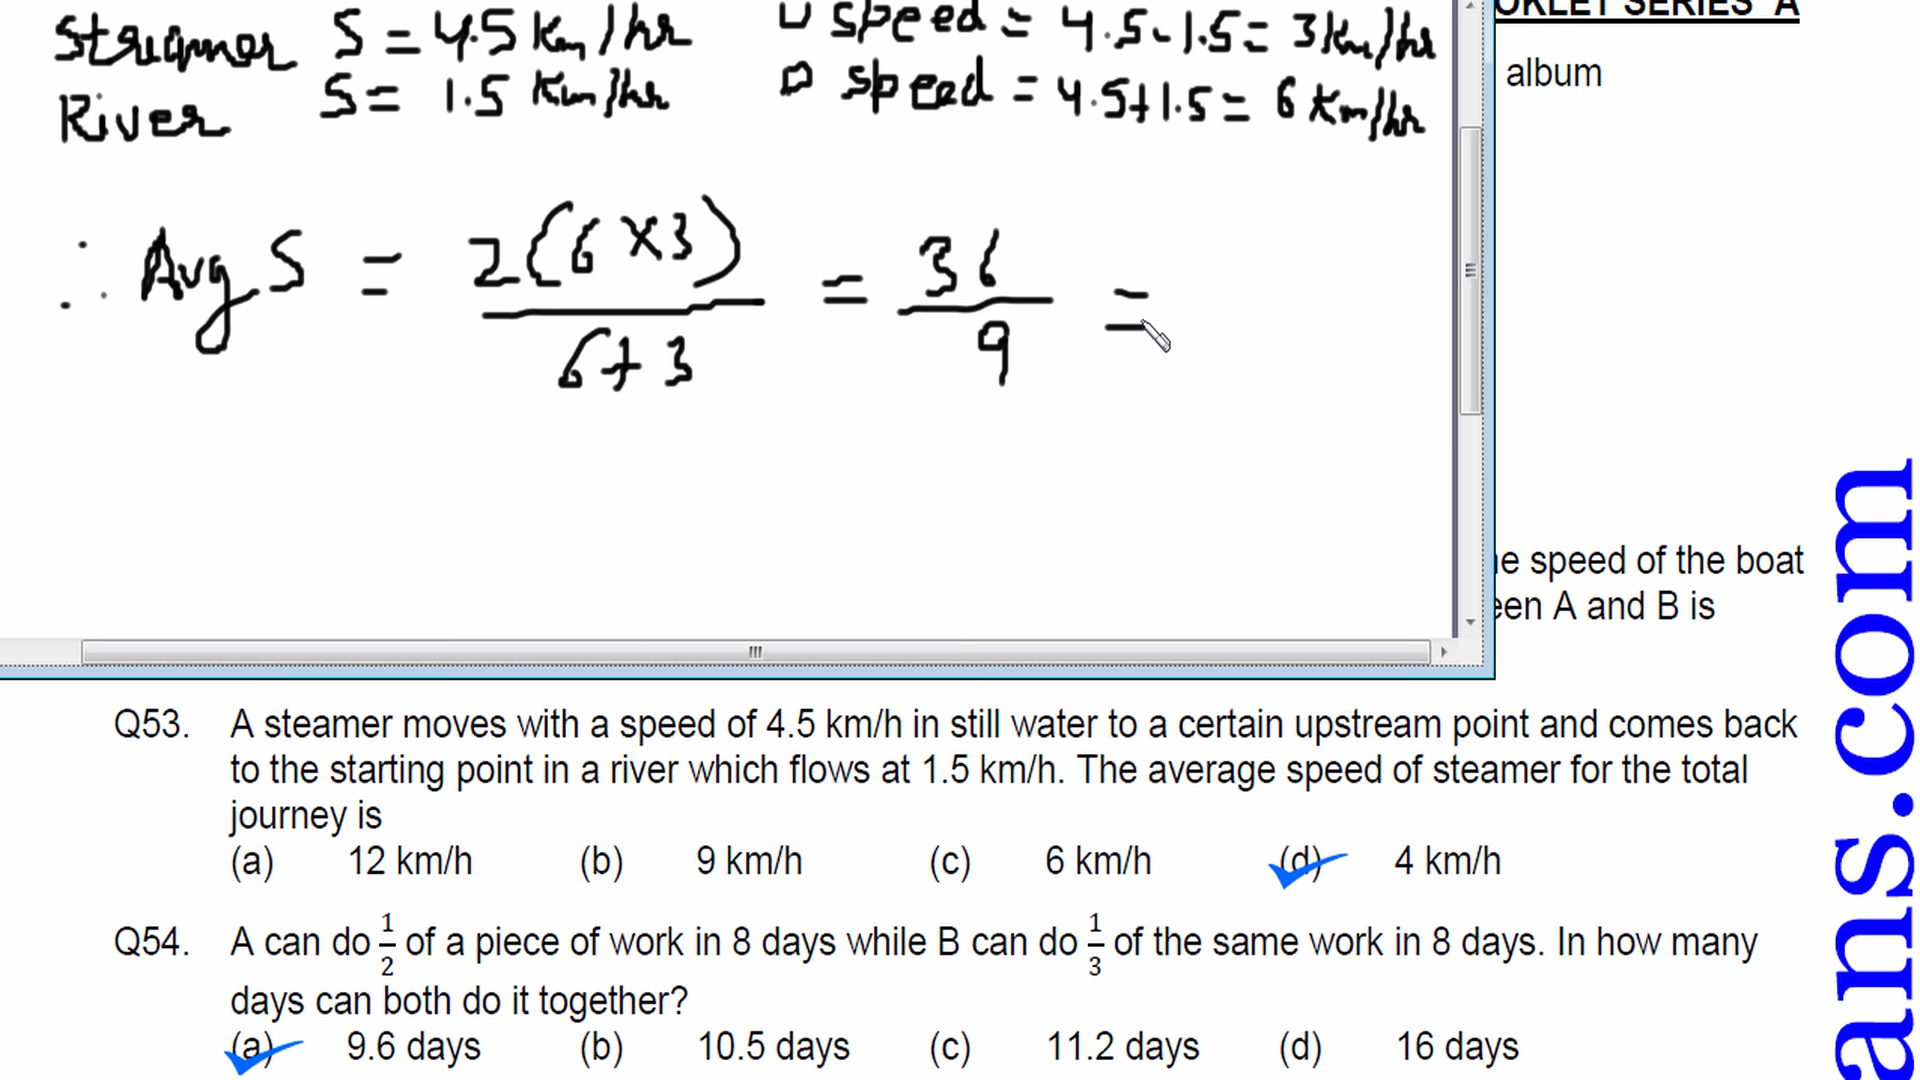 OKLET SERIES 'A'
album
Streamer S = 4.5 Km/hr
River S = 1.5 Km/hr
U speed = 4.5-1.5 = 3 km/hr
D speed = 4.5+1.5 = 6 Km/hr
∴ Avg. S = 2(6×3) / 6+3 = 36 / 9 =
e speed of the boat
een A and B is
Q53. A steamer moves with a speed of 4.5 km/h in still water to a certain upstream point and comes back
to the starting point in a river which flows at 1.5 km/h. The average speed of steamer for the total
journey is
(a) 12 km/h (b) 9 km/h (c) 6 km/h (d) 4 km/h
Q54. A can do 1/2 of a piece of work in 8 days while B can do 1/3 of the same work in 8 days. In how many
days can both do it together?
(a) 9.6 days (b) 10.5 days (c) 11.2 days (d) 16 days
ans.com